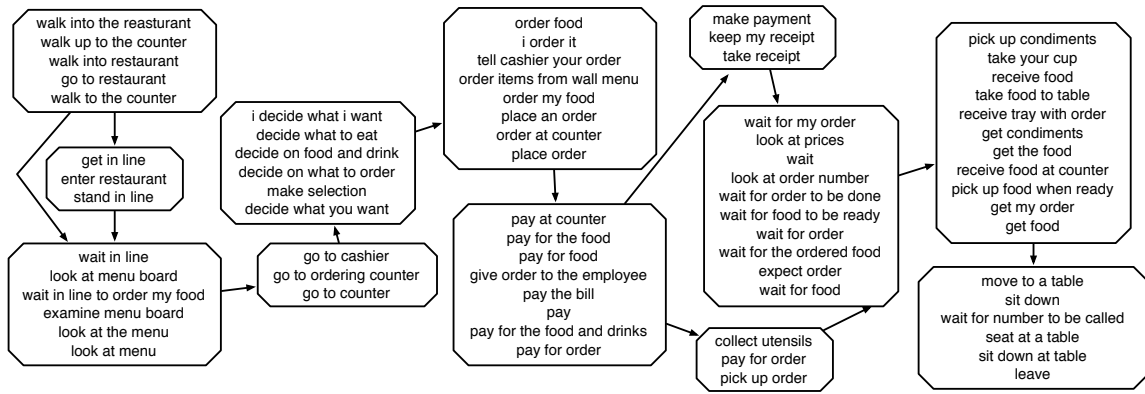 walk into the reasturant
walk up to the counter
walk into restaurant
go to restaurant
walk to the counter
get in line
enter restaurant
stand in line
wait in line
look at menu board
wait in line to order my food
examine menu board
look at the menu
look at menu
go to cashier
go to ordering counter
go to counter
i decide what i want
decide what to eat
decide on food and drink
decide on what to order
make selection
decide what you want
order food
i order it
tell cashier your order
order items from wall menu
order my food
place an order
order at counter
place order
pay at counter
pay for the food
pay for food
give order to the employee
pay the bill
pay
pay for the food and drinks
pay for order
make payment
keep my receipt
take receipt
collect utensils
pay for order
pick up order
wait for my order
look at prices
wait
look at order number
wait for order to be done
wait for food to be ready
wait for order
wait for the ordered food
expect order
wait for food
pick up condiments
take your cup
receive food
take food to table
receive tray with order
get condiments
get the food
receive food at counter
pick up food when ready
get my order
get food
move to a table
sit down
wait for number to be called
seat at a table
sit down at table
leave